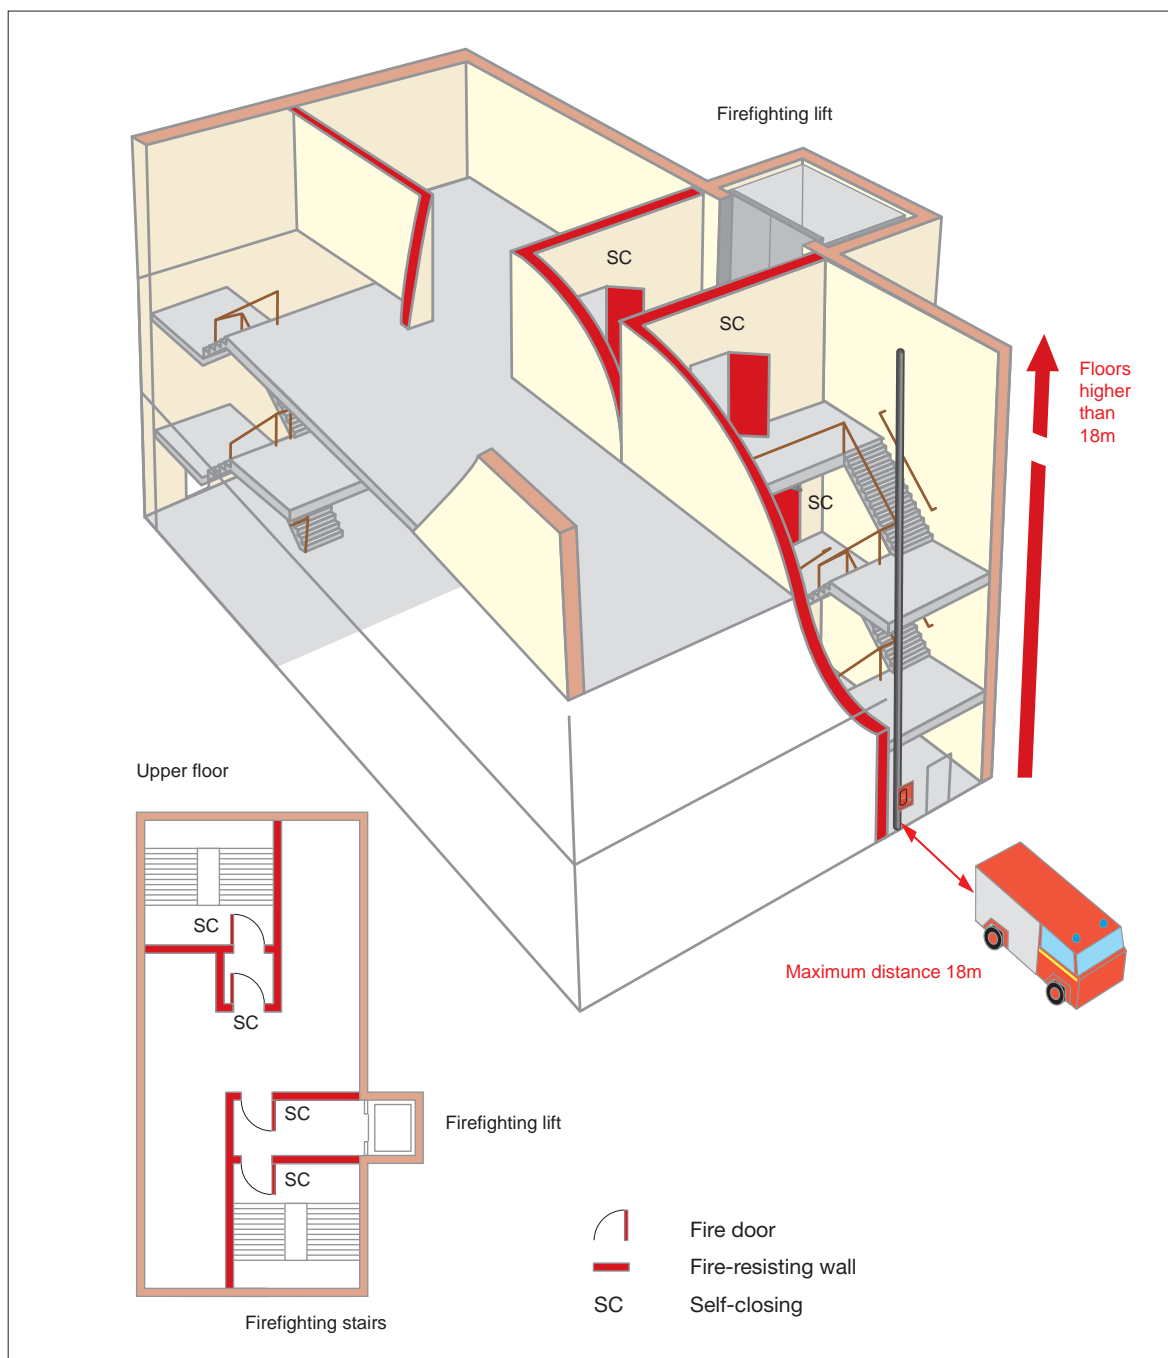 Firefighting lift
SC
SC
Floors
higher
than
18m
SC
Upper floor
SC
Maximum distance 18m
SC
SC
Firefighting lift
SC
Fire door
Fire-resisting wall
SC Self-closing
Firefighting stairs